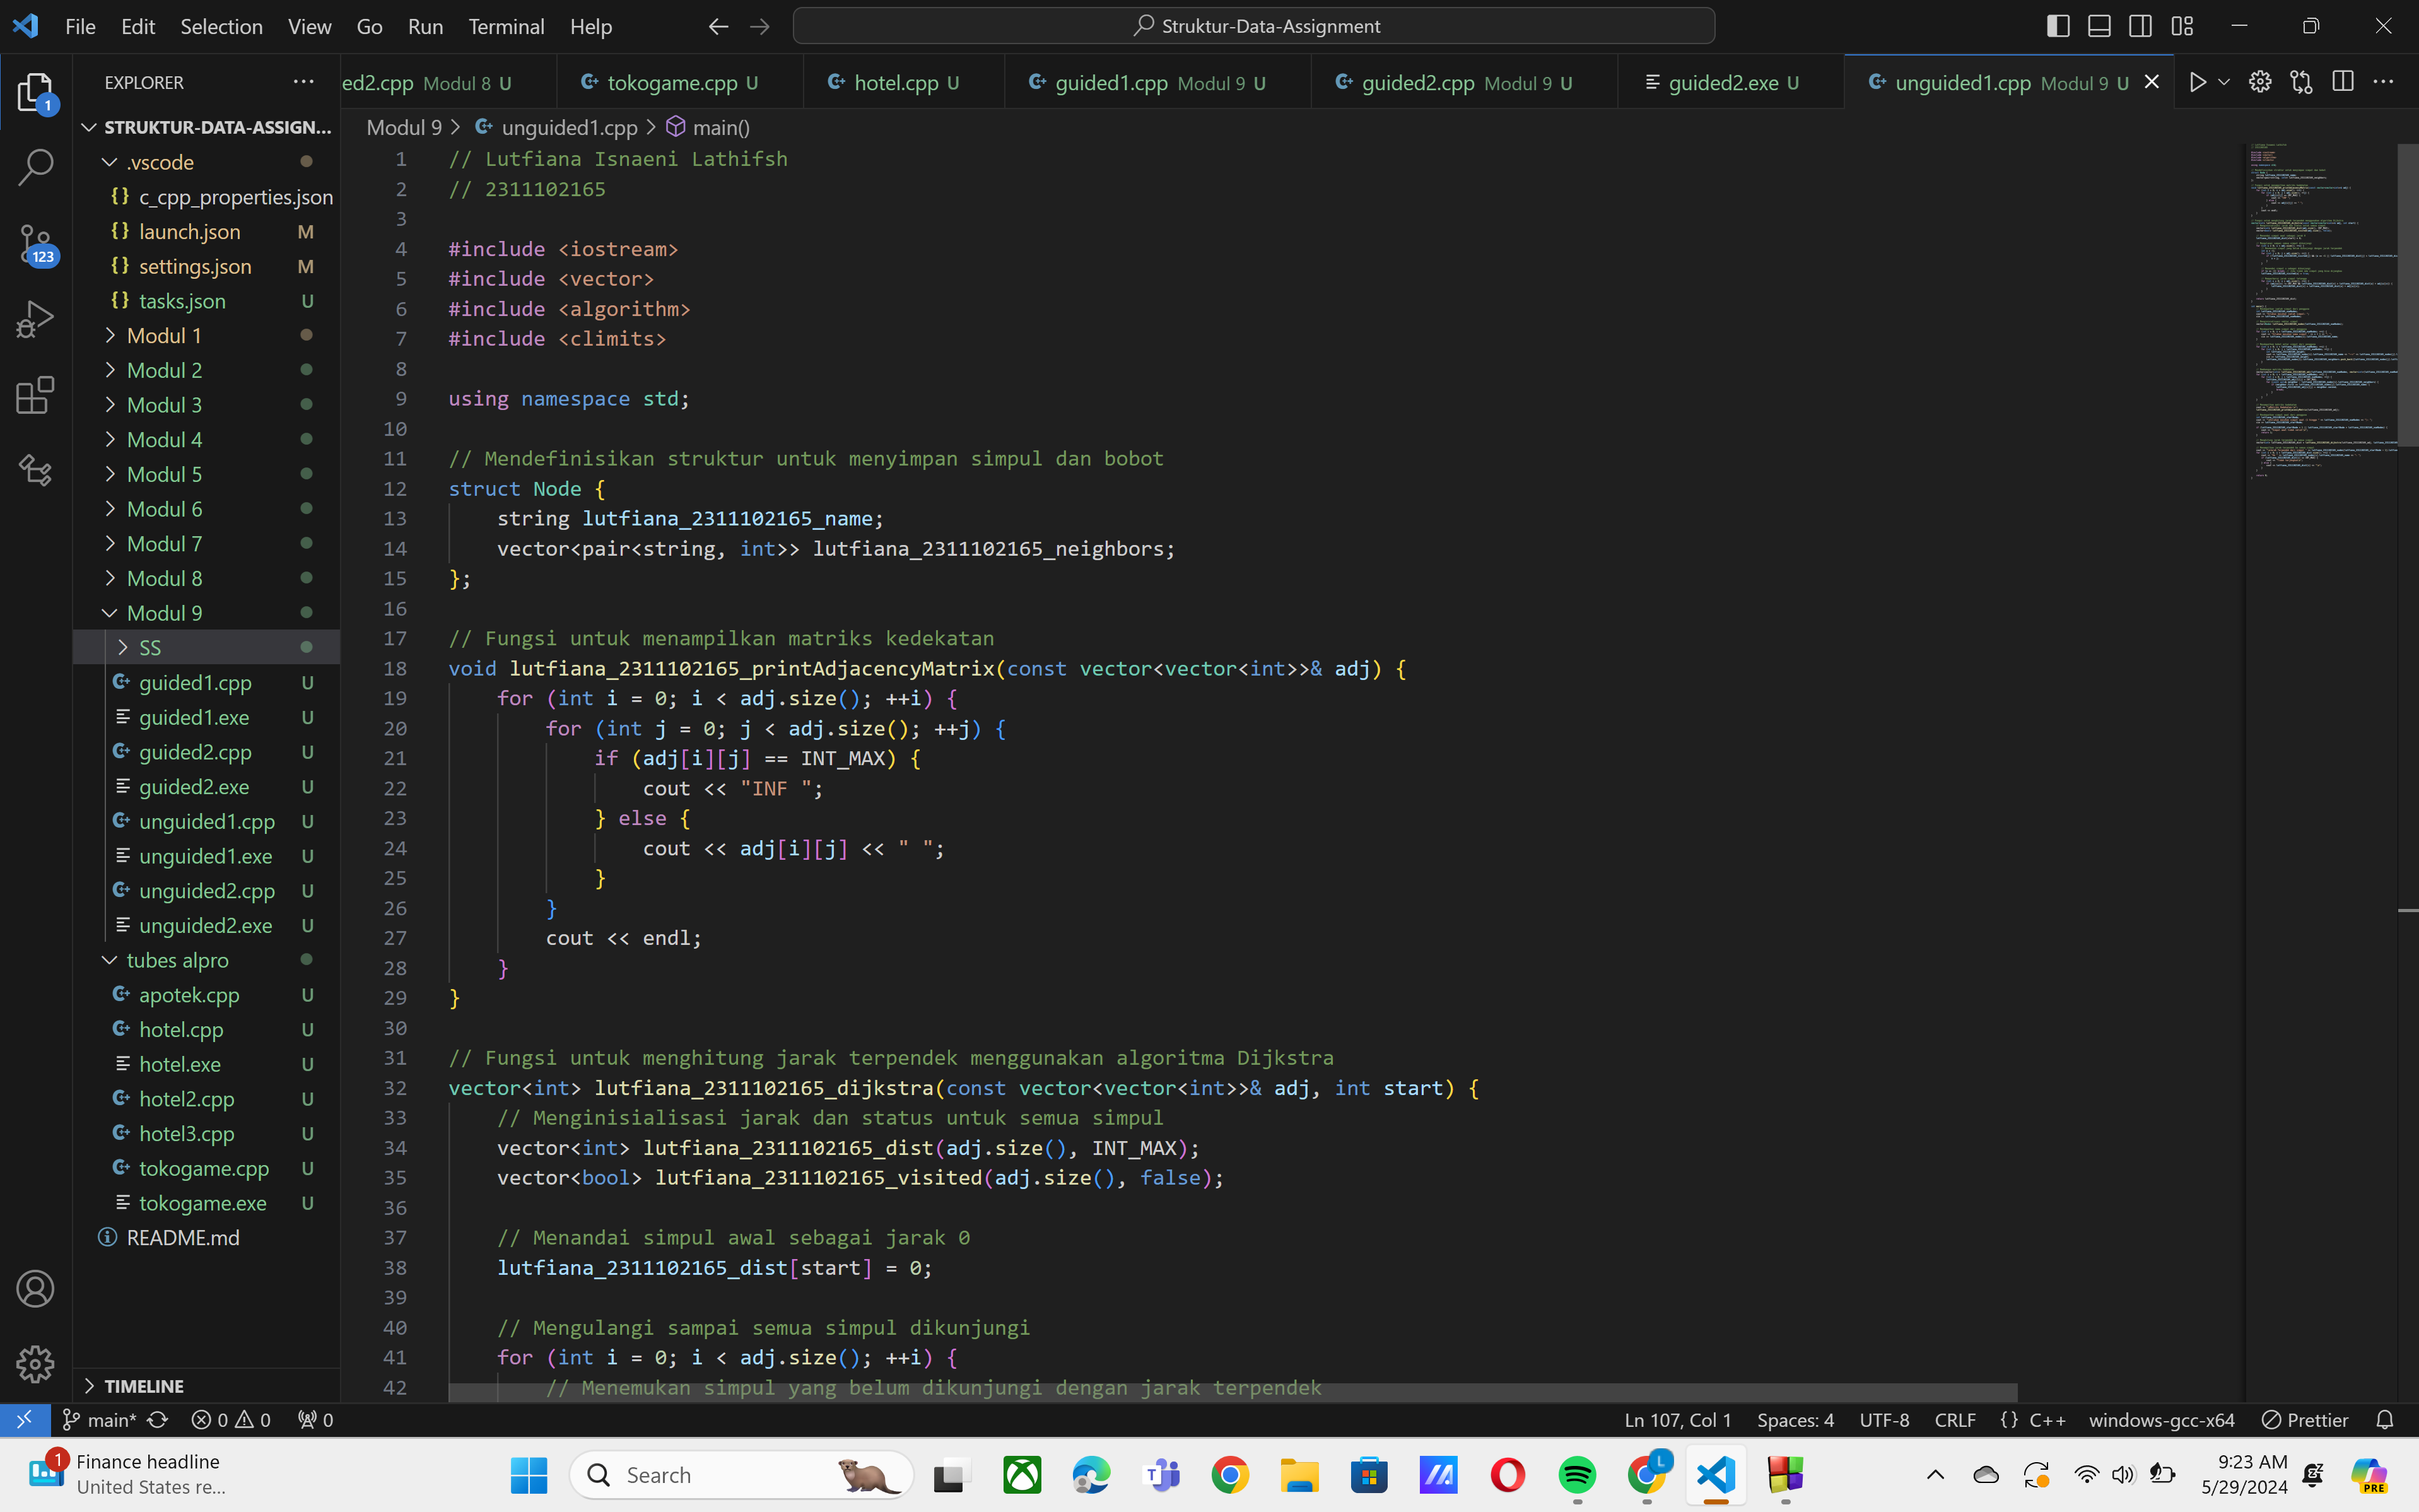 File Edit Selection View Go Run Terminal Help
Struktur-Data-Assignment
EXPLORER
ed2.cpp Modul 8 U
tokogame.cpp U
hotel.cpp U
guided1.cpp Modul 9 U
guided2.cpp Modul 9 U
guided2.exe U
unguided1.cpp Modul 9 U
1
123
STRUKTUR-DATA-ASSIGN...
.vscode
c_cpp_properties.json
launch.json M
settings.json M
tasks.json U
Modul 1
Modul 2
Modul 3
Modul 4
Modul 5
Modul 6
Modul 7
Modul 8
Modul 9
SS
guided1.cpp U
guided1.exe U
guided2.cpp U
guided2.exe U
unguided1.cpp U
unguided1.exe U
unguided2.cpp U
unguided2.exe U
tubes alpro
apotek.cpp U
hotel.cpp U
hotel.exe U
hotel2.cpp U
hotel3.cpp U
tokogame.cpp U
tokogame.exe U
README.md
TIMELINE
Modul 9 > unguided1.cpp > main()
1 // Lutfiana Isnaeni Lathifsh
2 // 2311102165
3
4 #include <iostream>
5 #include <vector>
6 #include <algorithm>
7 #include <climits>
8
9 using namespace std;
10
11 // Mendefinisikan struktur untuk menyimpan simpul dan bobot
12 struct Node {
13 string lutfiana_2311102165_name;
14 vector<pair<string, int>> lutfiana_2311102165_neighbors;
15 };
16
17 // Fungsi untuk menampilkan matriks kedekatan
18 void lutfiana_2311102165_printAdjacencyMatrix(const vector<vector<int>>& adj) {
19 for (int i = 0; i < adj.size(); ++i) {
20 for (int j = 0; j < adj.size(); ++j) {
21 if (adj[i][j] == INT_MAX) {
22 cout << "INF ";
23 } else {
24 cout << adj[i][j] << " ";
25 }
26 }
27 cout << endl;
28 }
29 }
30
31 // Fungsi untuk menghitung jarak terpendek menggunakan algoritma Dijkstra
32 vector<int> lutfiana_2311102165_dijkstra(const vector<vector<int>>& adj, int start) {
33 // Menginisialisasi jarak dan status untuk semua simpul
34 vector<int> lutfiana_2311102165_dist(adj.size(), INT_MAX);
35 vector<bool> lutfiana_2311102165_visited(adj.size(), false);
36
37 // Menandai simpul awal sebagai jarak 0
38 lutfiana_2311102165_dist[start] = 0;
39
40 // Mengulangi sampai semua simpul dikunjungi
41 for (int i = 0; i < adj.size(); ++i) {
42 // Menemukan simpul yang belum dikunjungi dengan jarak terpendek
main* 0 0 0
Ln 107, Col 1 Spaces: 4 UTF-8 CRLF {} C++ windows-gcc-x64 Prettier
1
Finance headline
United States re...
Search
L
9:23 AM
5/29/2024
PRE